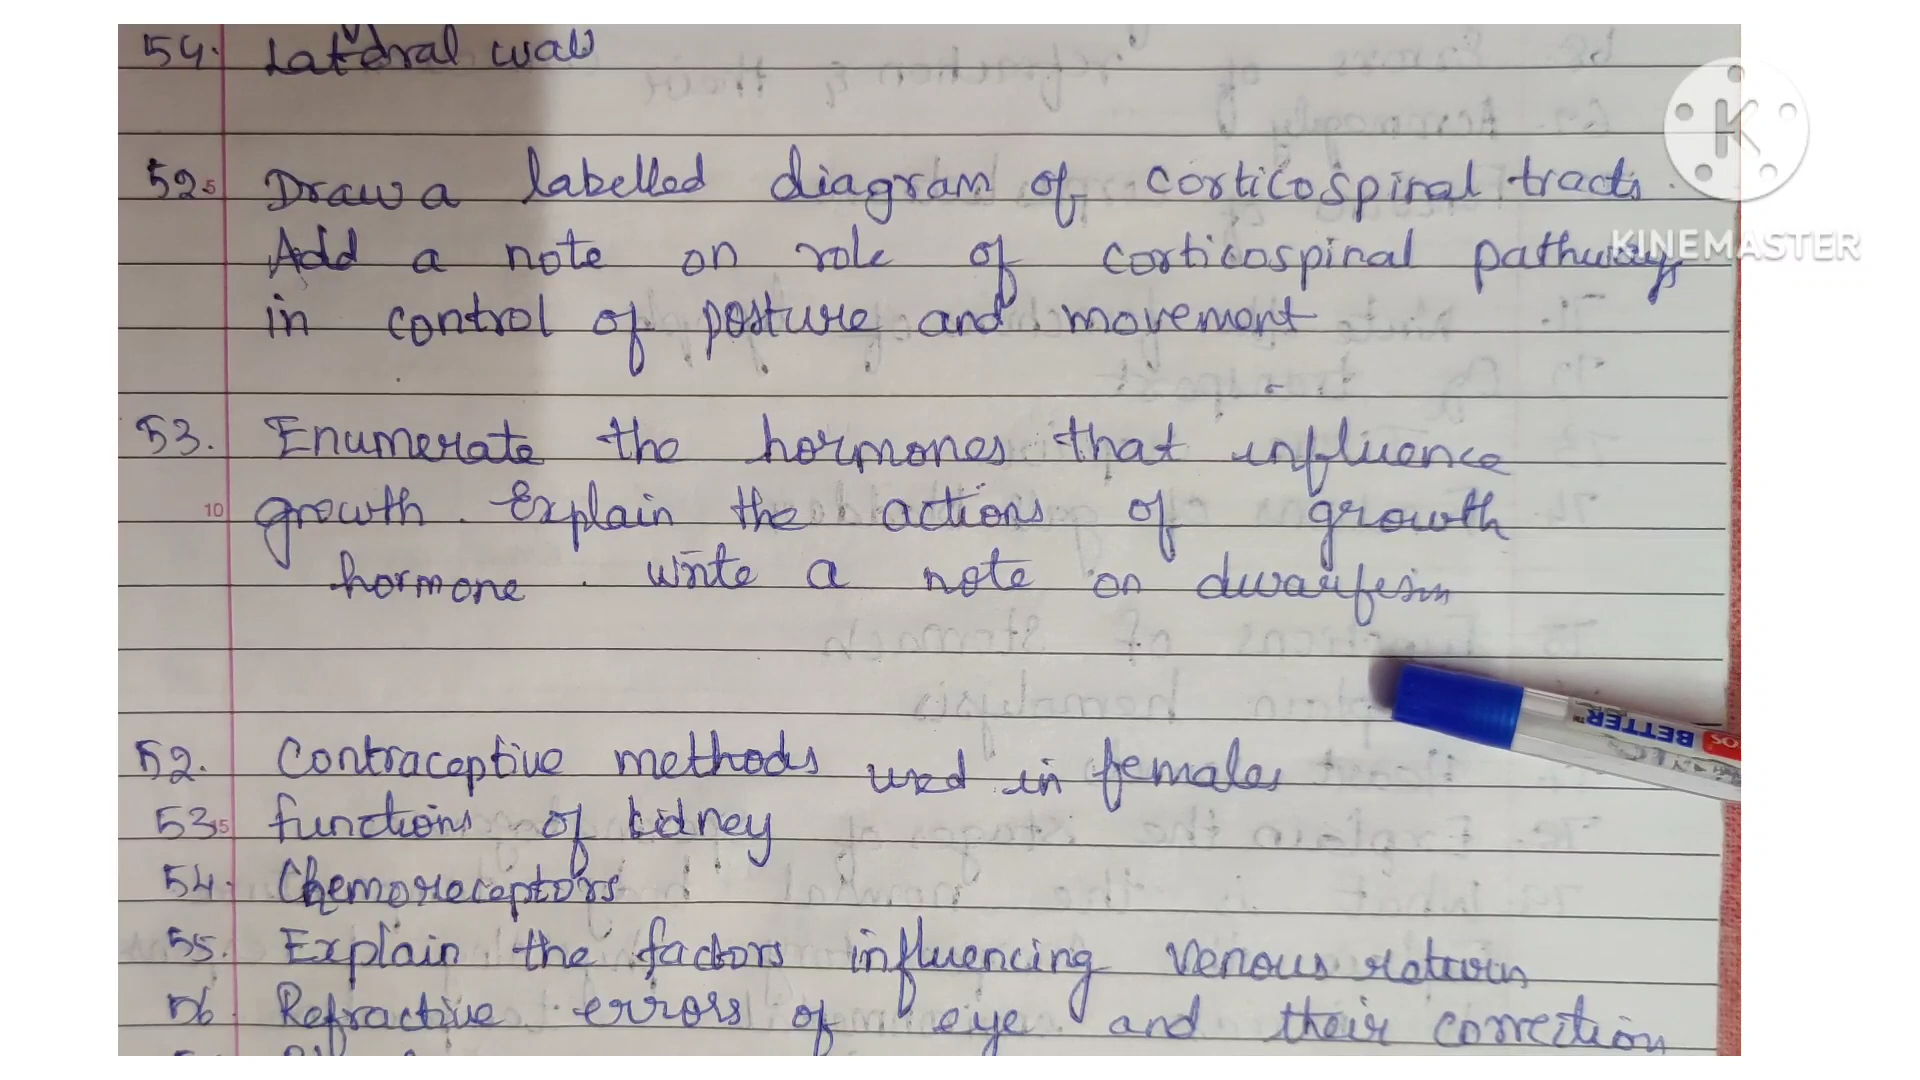 54. Lateral wall
52. Draw a labelled diagram of corticospinal tracts.
Add a note on role of corticospinal pathways
in control of posture and movement
53. Enumerate the hormones that influence
growth. Explain the actions of growth
hormone. Write a note on dwarfism
52. Contraceptive methods used in females
53. functions of kidney
54. Chemoreceptors
55. Explain the factors influencing venous return
56 Refractive errors of eye and their correction
KINEMASTER
BETTER